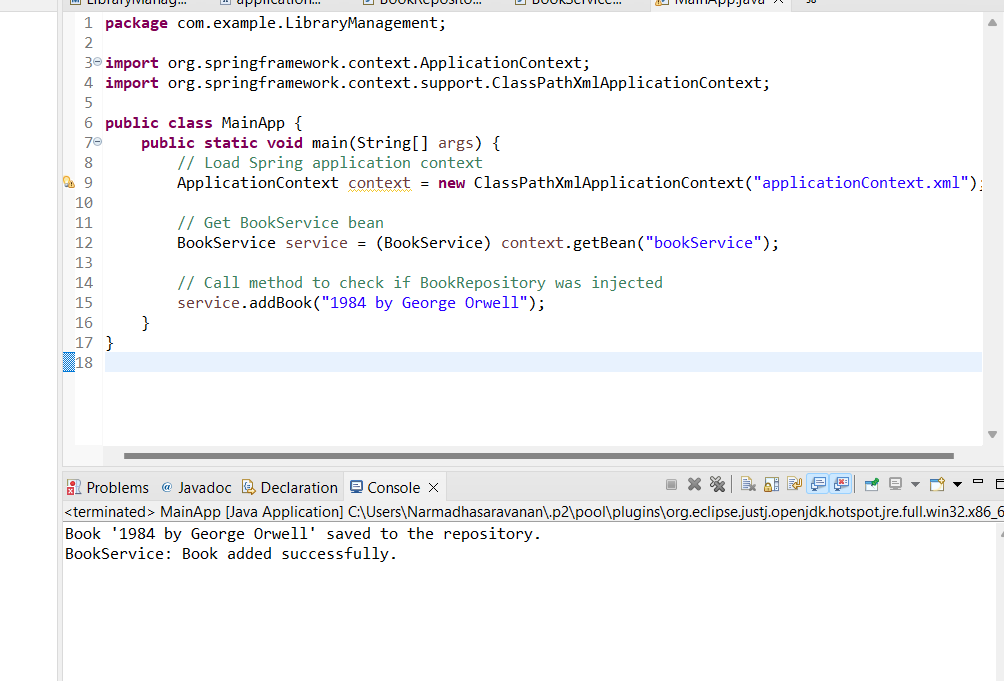 LibraryManag... application... BookReposito... BookService... MainApp.java
1 package com.example.LibraryManagement;
2
3 import org.springframework.context.ApplicationContext;
4 import org.springframework.context.support.ClassPathXmlApplicationContext;
5
6 public class MainApp {
7     public static void main(String[] args) {
8         // Load Spring application context
9         ApplicationContext context = new ClassPathXmlApplicationContext("applicationContext.xml");
10
11         // Get BookService bean
12         BookService service = (BookService) context.getBean("bookService");
13
14         // Call method to check if BookRepository was injected
15         service.addBook("1984 by George Orwell");
16     }
17 }
18
Problems @ Javadoc Declaration Console
<terminated> MainApp [Java Application] C:\Users\Narmadhasaravanan\.p2\pool\plugins\org.eclipse.justj.openjdk.hotspot.jre.full.win32.x86_6
Book '1984 by George Orwell' saved to the repository.
BookService: Book added successfully.